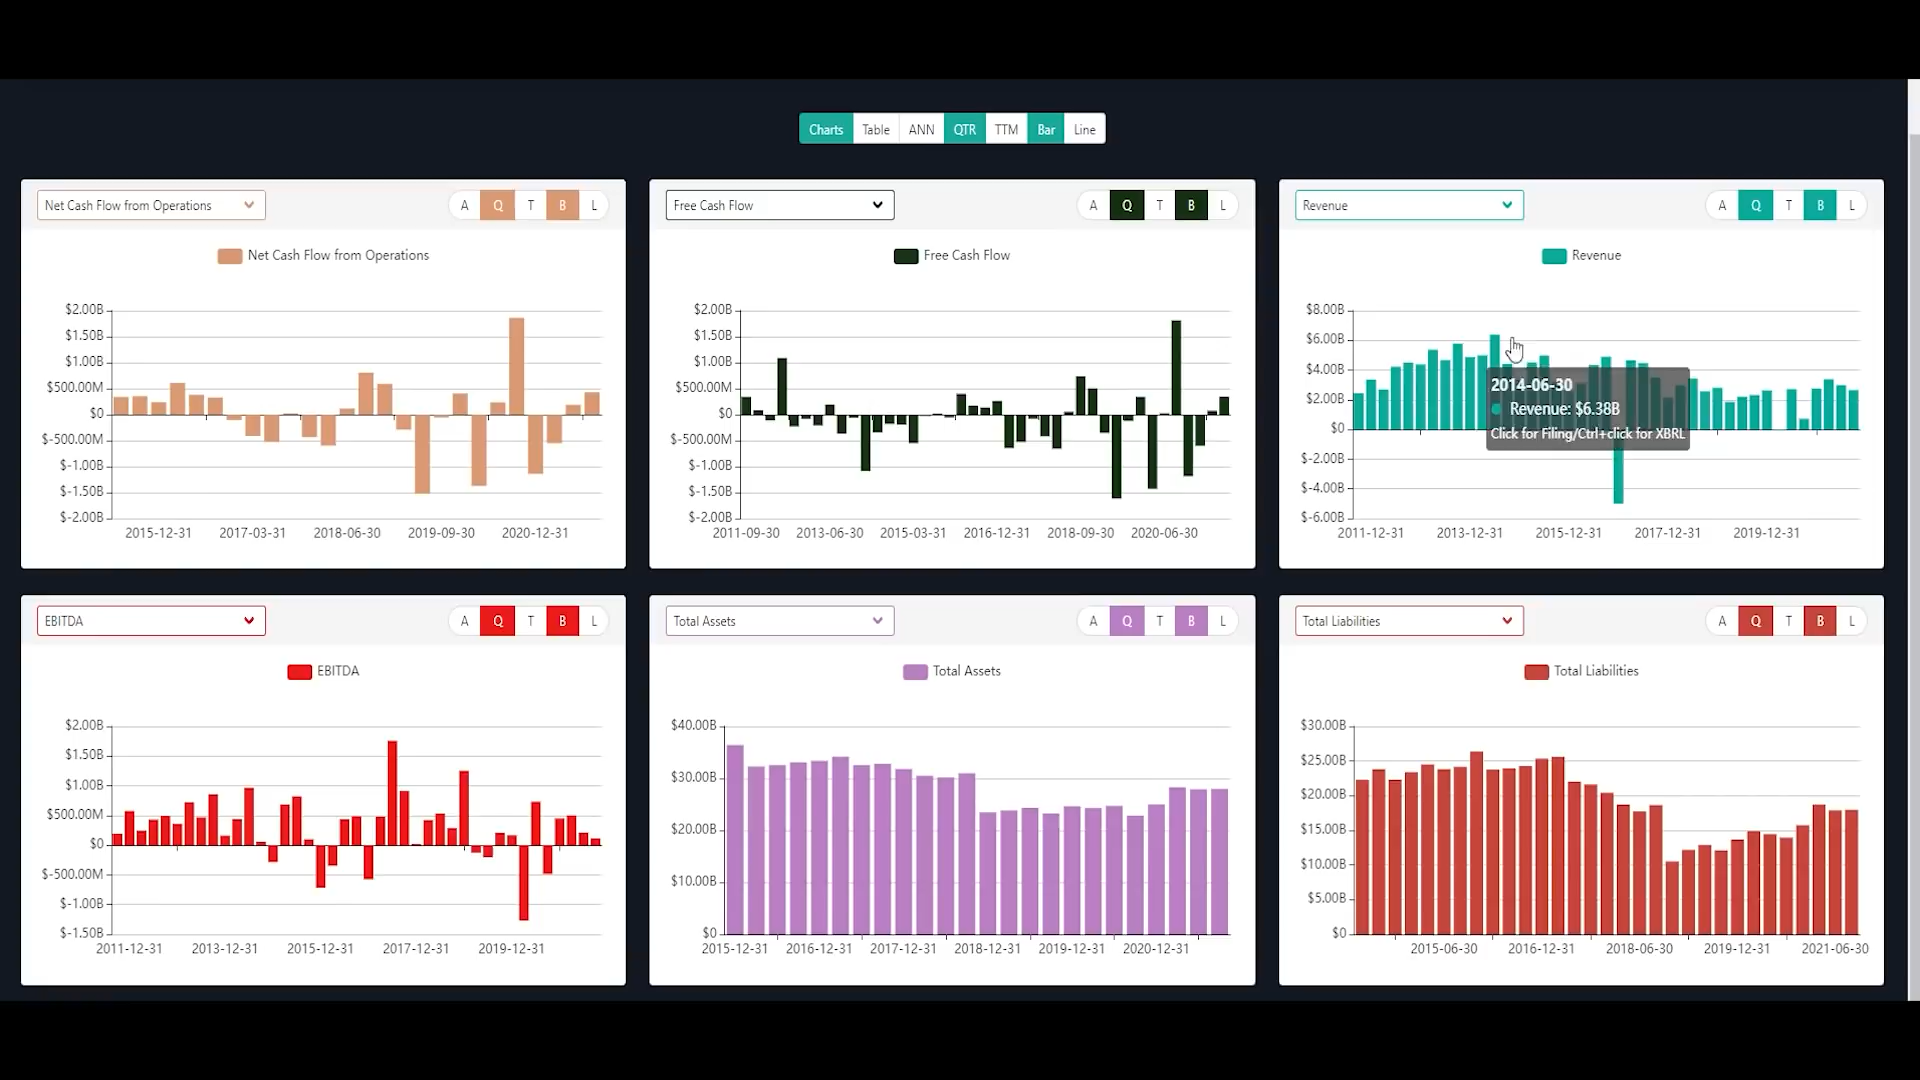 Charts Table ANN QTR TTM Bar Line
Net Cash Flow from Operations A Q T B L
Net Cash Flow from Operations
$2.00B
$1.50B
$1.00B
$500.00M
$0
$-500.00M
$-1.00B
$-1.50B
$-2.00B
2015-12-31 2017-03-31 2018-06-30 2019-09-30 2020-12-31
Free Cash Flow A Q T B L
Free Cash Flow
$2.00B
$1.50B
$1.00B
$500.00M
$0
$-500.00M
$-1.00B
$-1.50B
$-2.00B
2011-09-30 2013-06-30 2015-03-31 2016-12-31 2018-09-30 2020-06-30
Revenue A Q T B L
Revenue
$8.00B
$6.00B
$4.00B
$2.00B
$0
$-2.00B
$-4.00B
$-6.00B
2014-06-30
Revenue: $6.38B
Click for Filing/Ctrl+click for XBRL
2011-12-31 2013-12-31 2015-12-31 2017-12-31 2019-12-31
EBITDA A Q T B L
EBITDA
$2.00B
$1.50B
$1.00B
$500.00M
$0
$-500.00M
$-1.00B
$-1.50B
2011-12-31 2013-12-31 2015-12-31 2017-12-31 2019-12-31
Total Assets A Q T B L
Total Assets
$40.00B
$30.00B
$20.00B
$10.00B
$0
2015-12-31 2016-12-31 2017-12-31 2018-12-31 2019-12-31 2020-12-31
Total Liabilities A Q T B L
Total Liabilities
$30.00B
$25.00B
$20.00B
$15.00B
$10.00B
$5.00B
$0
2015-06-30 2016-12-31 2018-06-30 2019-12-31 2021-06-30